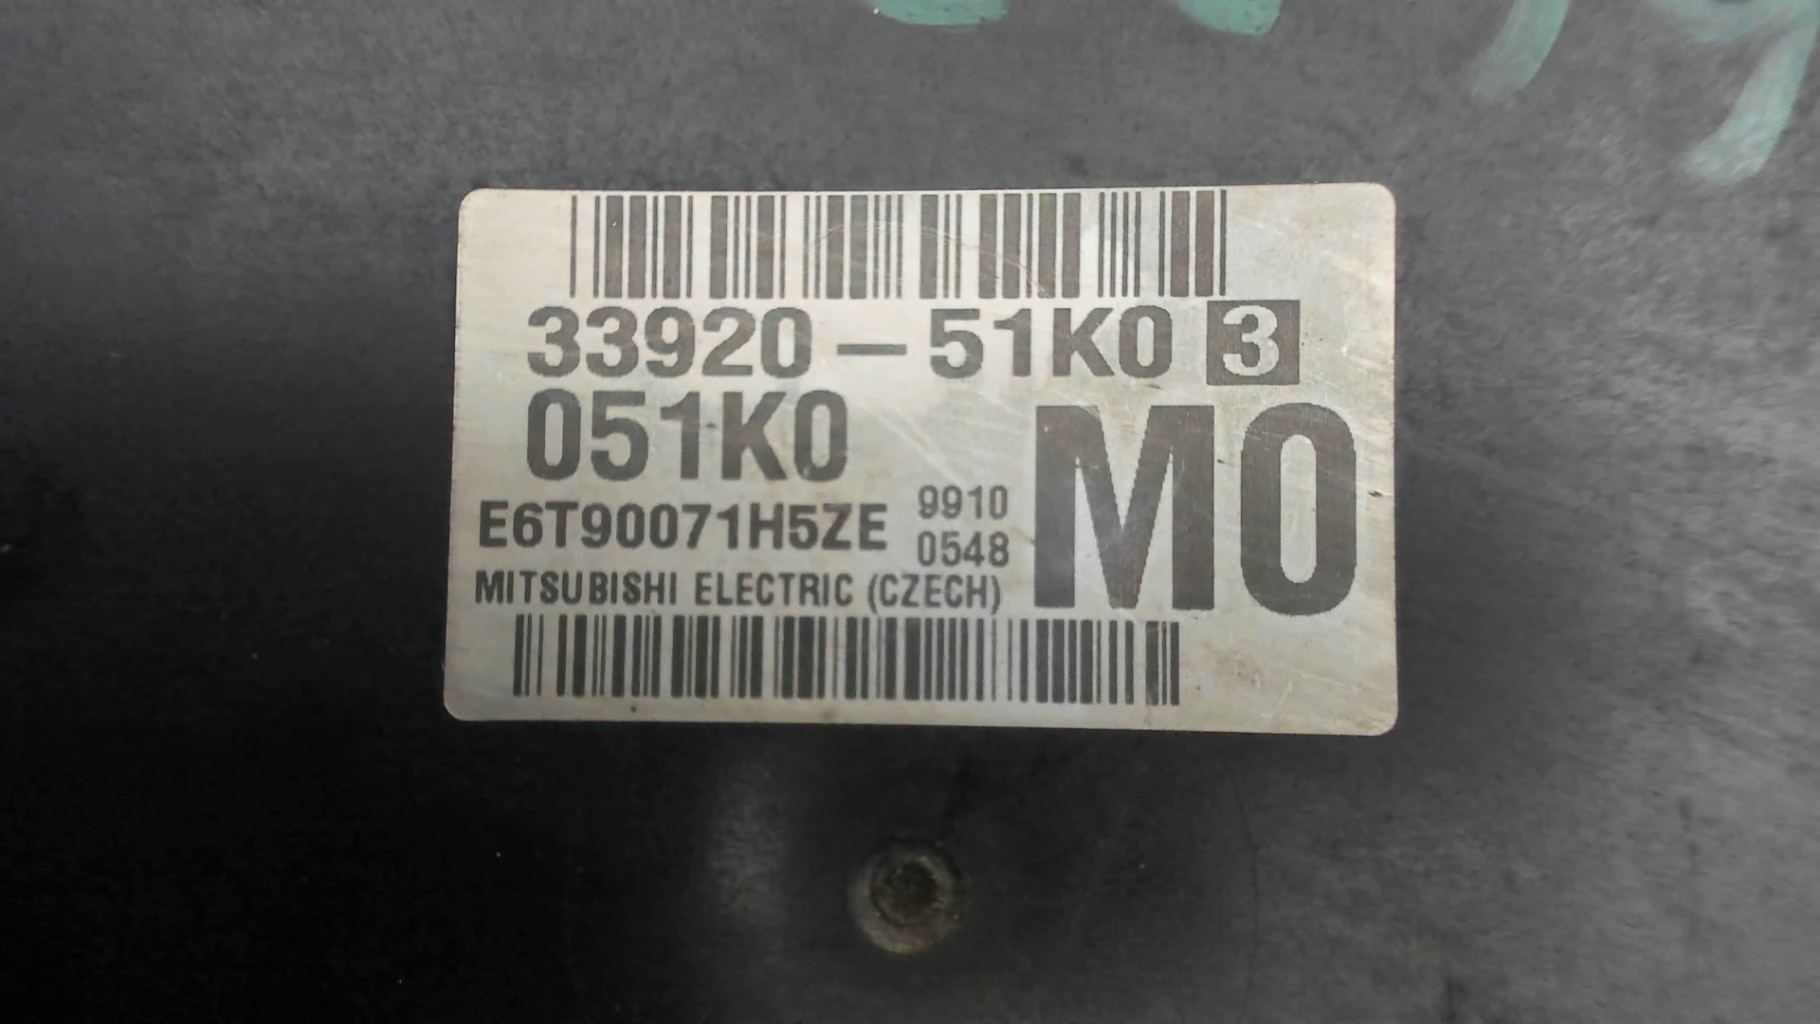 33920-51K0 3
051K0
M0
E6T90071H5ZE
9910
0548
MITSUBISHI ELECTRIC (CZECH)